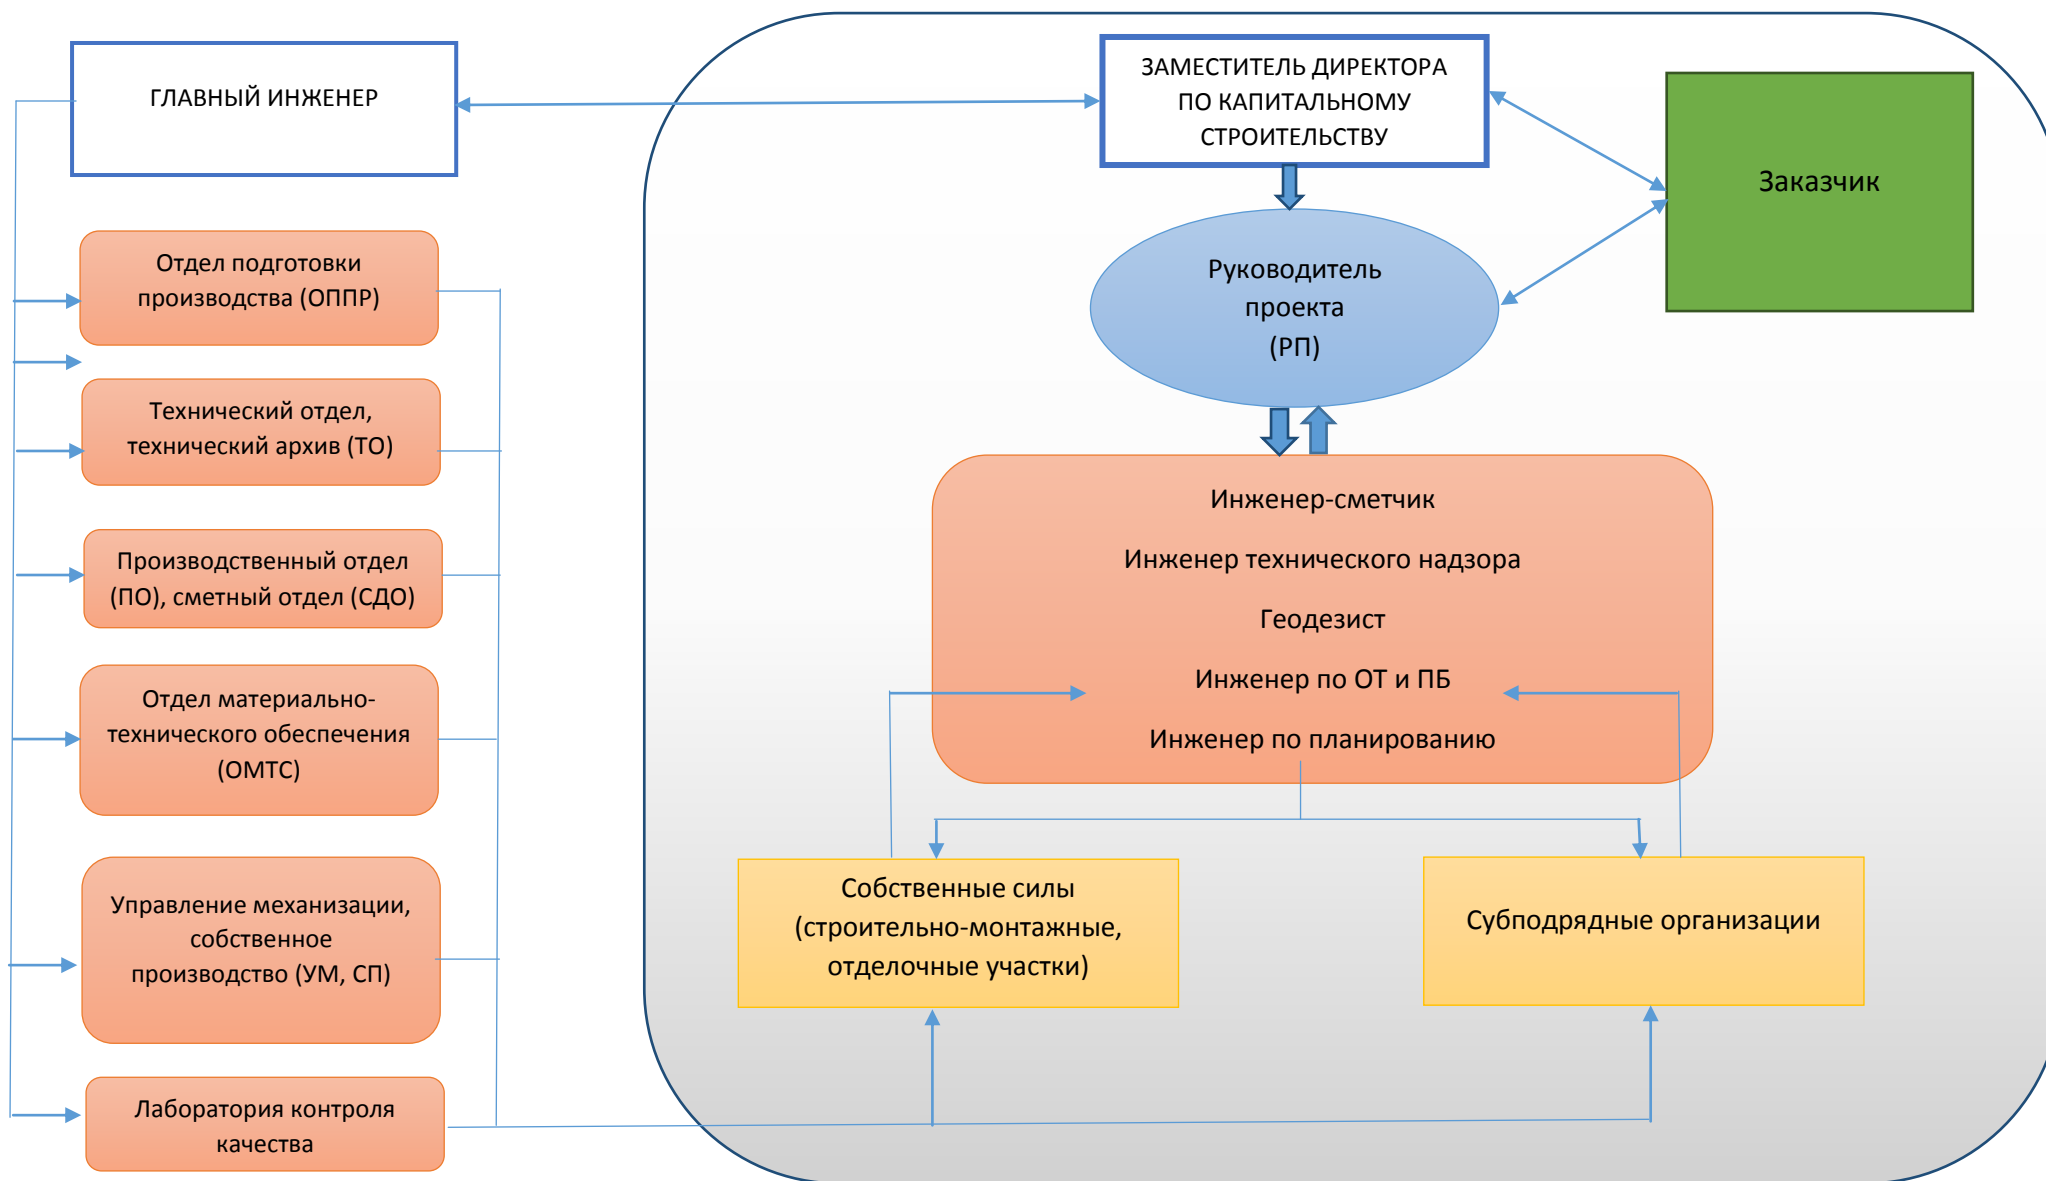 ГЛАВНЫЙ ИНЖЕНЕР
ЗАМЕСТИТЕЛЬ ДИРЕКТОРА
ПО КАПИТАЛЬНОМУ
СТРОИТЕЛЬСТВУ
Заказчик
Руководитель
проекта
(РП)
Отдел подготовки
производства (ОППР)
Технический отдел,
технический архив (ТО)
Производственный отдел
(ПО), сметный отдел (СДО)
Отдел материально-
технического обеспечения
(ОМТС)
Управление механизации,
собственное
производство (УМ, СП)
Лаборатория контроля
качества
Инженер-сметчик
Инженер технического надзора
Геодезист
Инженер по ОТ и ПБ
Инженер по планированию
Собственные силы
(строительно-монтажные,
отделочные участки)
Субподрядные организации